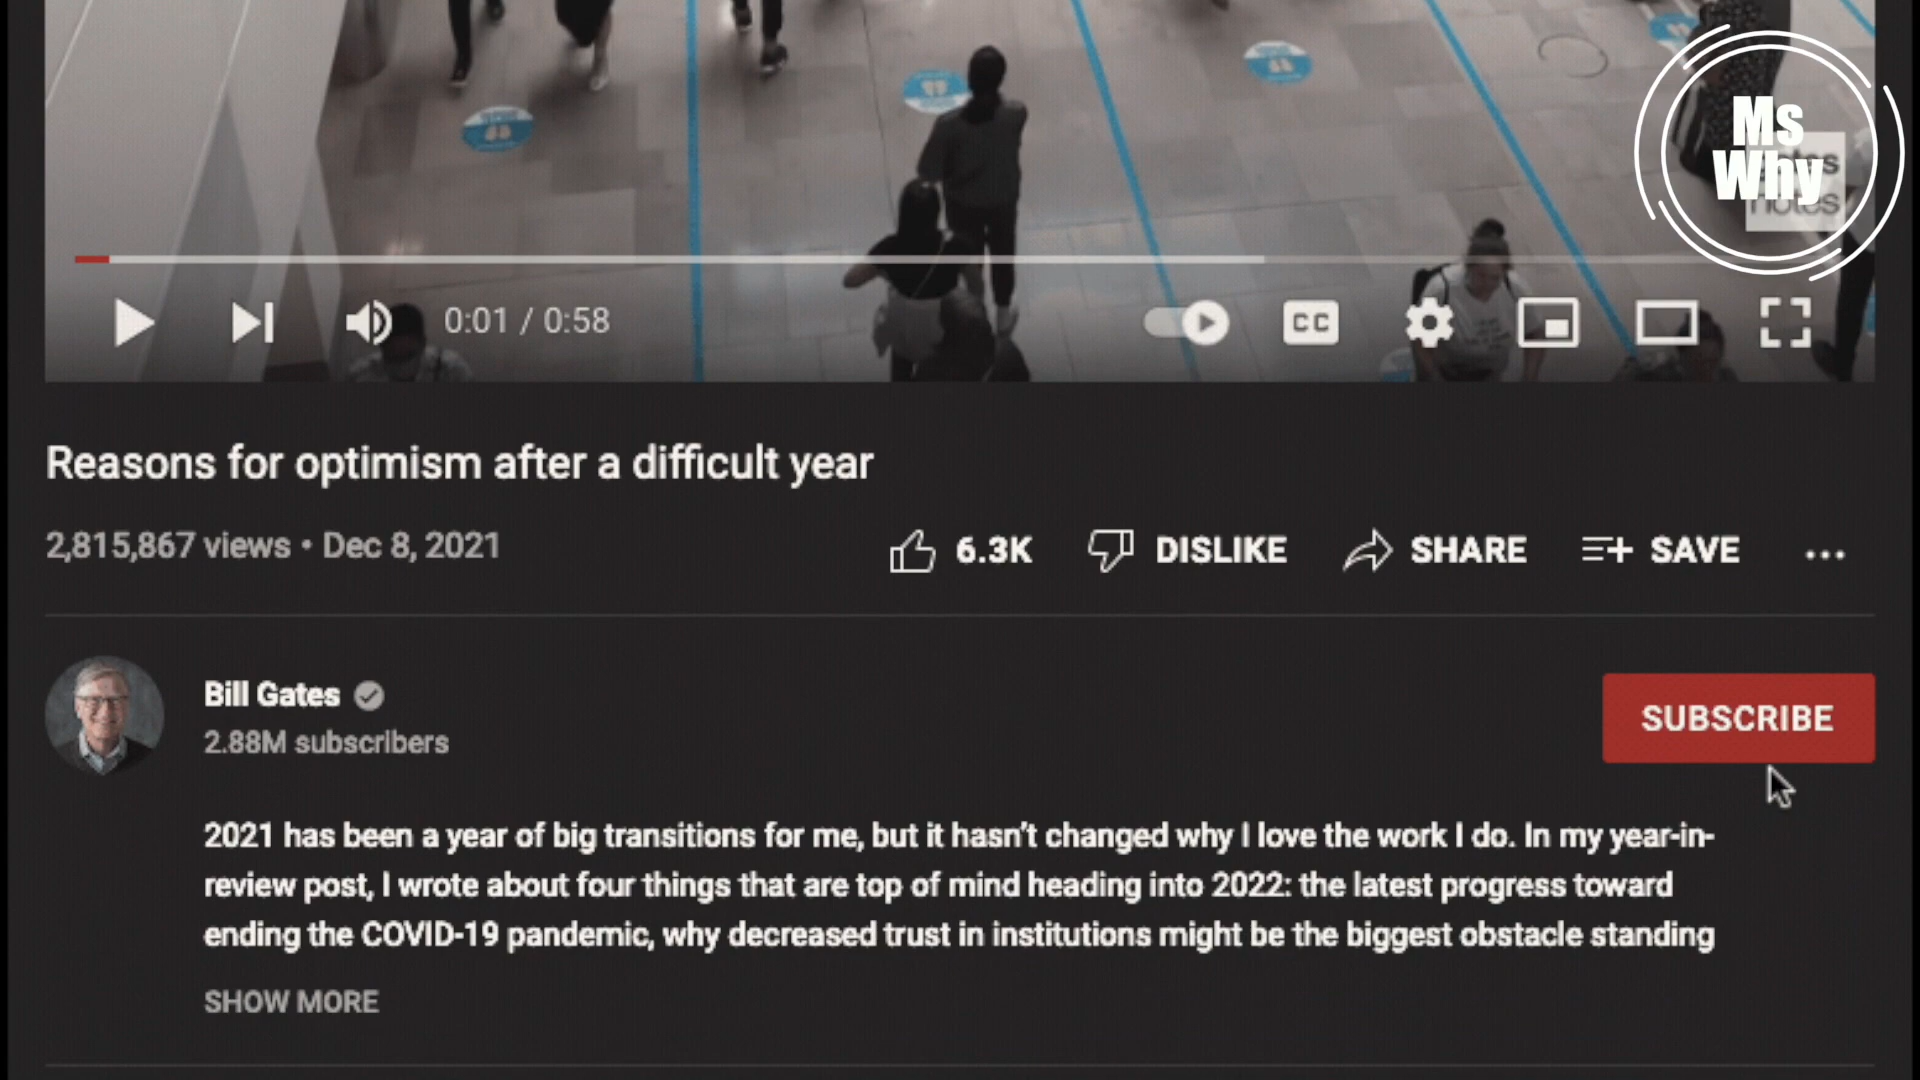 Ms
Why
notes
0:01 / 0:58
CC
Reasons for optimism after a difficult year
2,815,867 views • Dec 8, 2021
6.3K DISLIKE SHARE SAVE
Bill Gates
2.88M subscribers
SUBSCRIBE
2021 has been a year of big transitions for me, but it hasn't changed why I love the work I do. In my year-in-
review post, I wrote about four things that are top of mind heading into 2022: the latest progress toward
ending the COVID-19 pandemic, why decreased trust in institutions might be the biggest obstacle standing
SHOW MORE